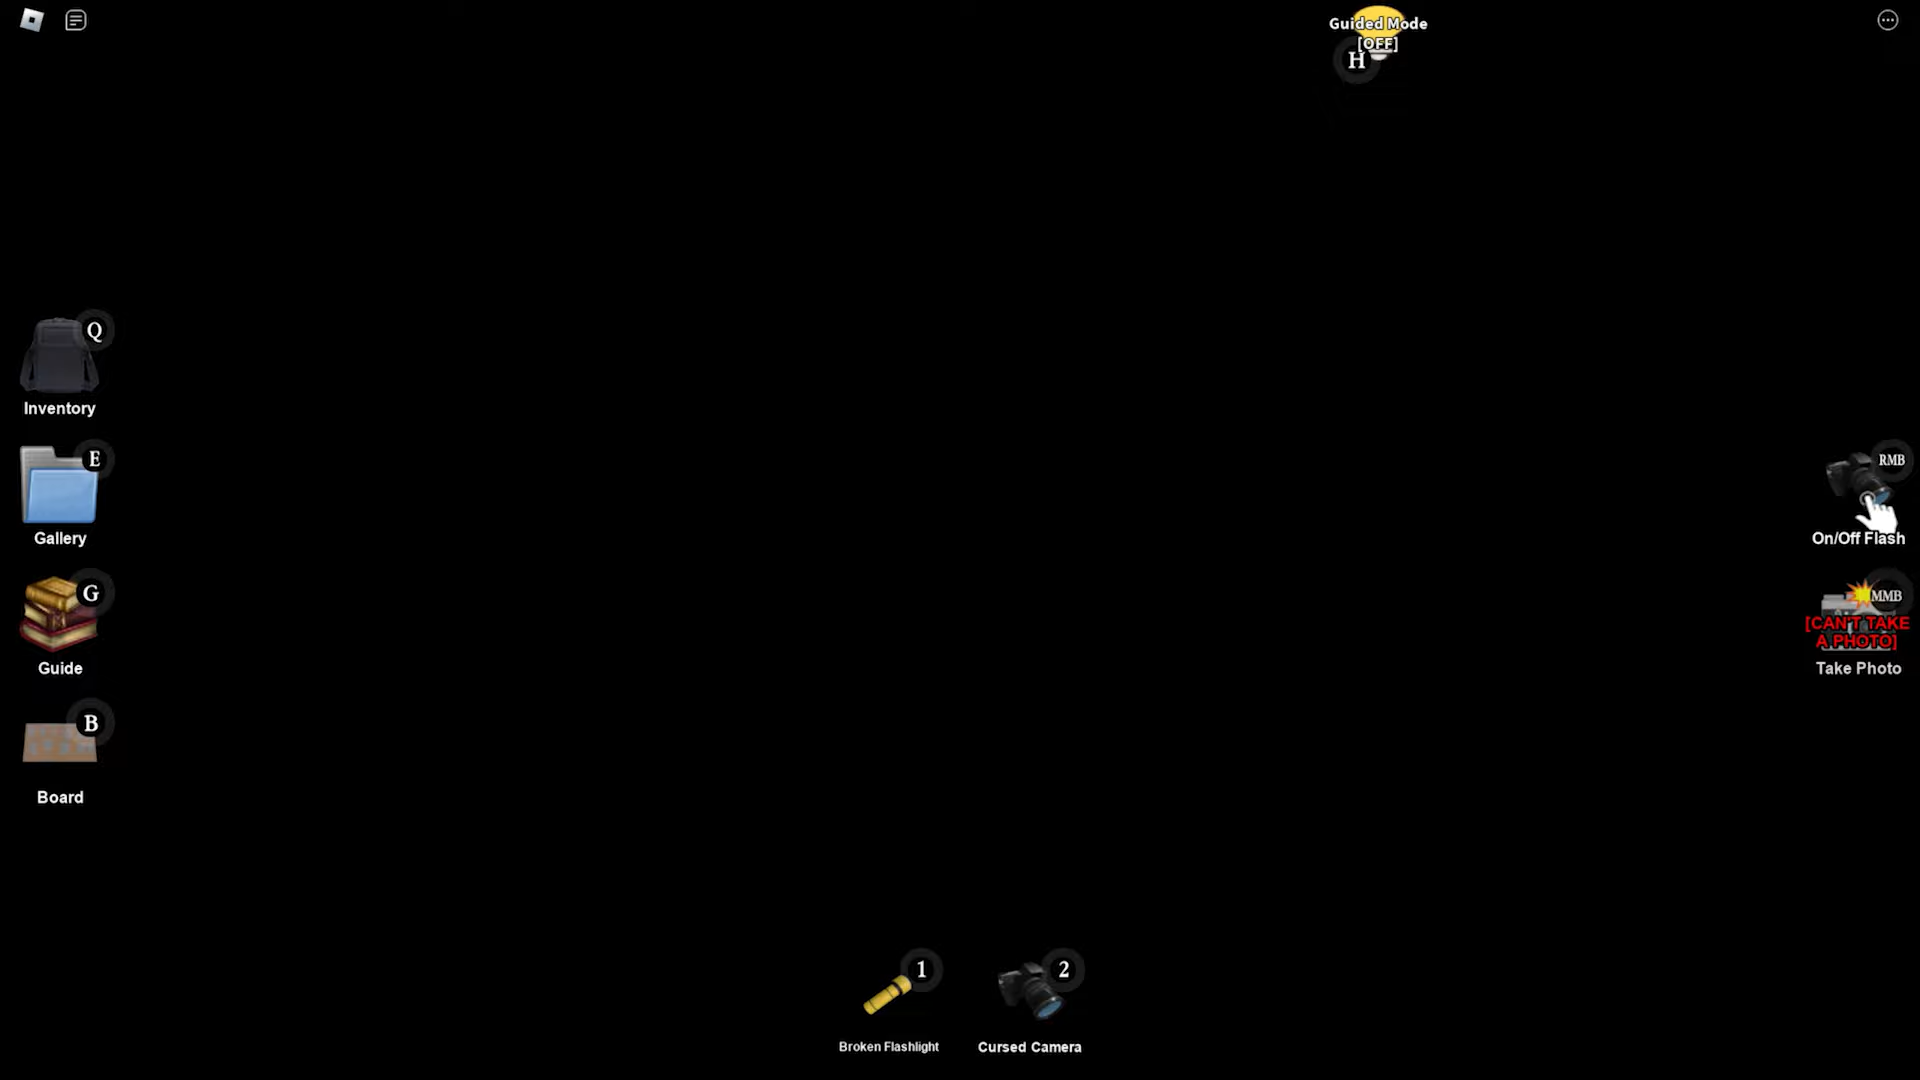 Guided Mode
[OFF]
H
Q
Inventory
E
Gallery
G
Guide
B
Board
RMB
On/Off Flash
MMB
[CAN'T TAKE
A PHOTO]
Take Photo
1
Broken Flashlight
2
Cursed Camera